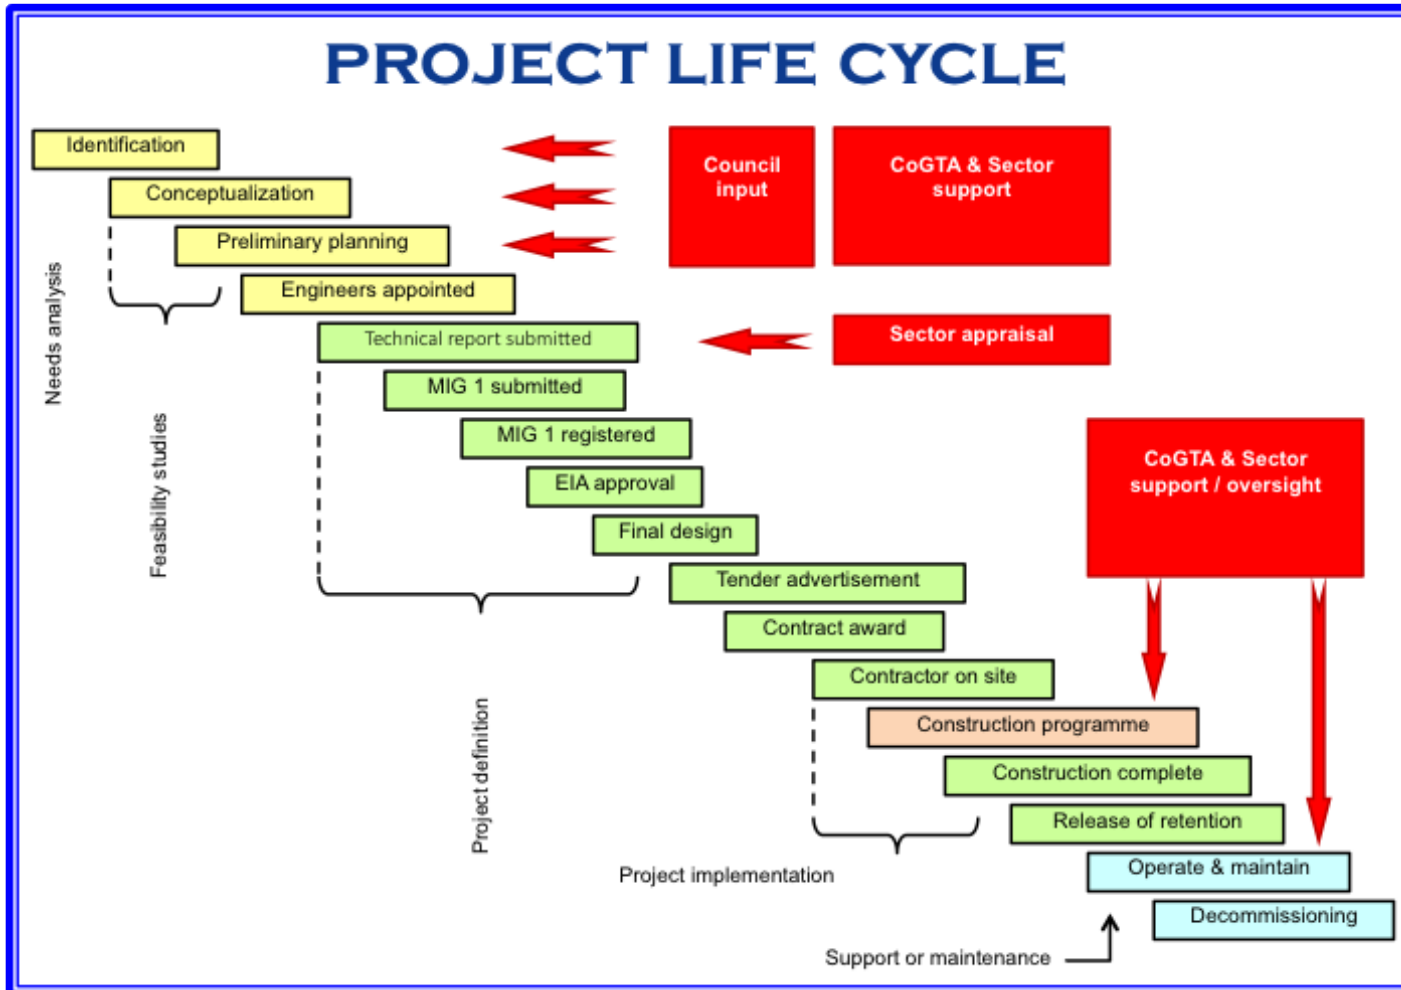 PROJECT LIFE CYCLE
Identification
Conceptualization
Preliminary planning
Engineers appointed
Technical report submitted
MIG 1 submitted
MIG 1 registered
EIA approval
Final design
Tender advertisement
Contract award
Contractor on site
Construction programme
Construction complete
Release of retention
Operate & maintain
Decommissioning
Council
input
CoGTA & Sector
support
Sector appraisal
CoGTA & Sector
support / oversight
Needs analysis
Feasibility studies
Project definition
Project implementation
Support or maintenance